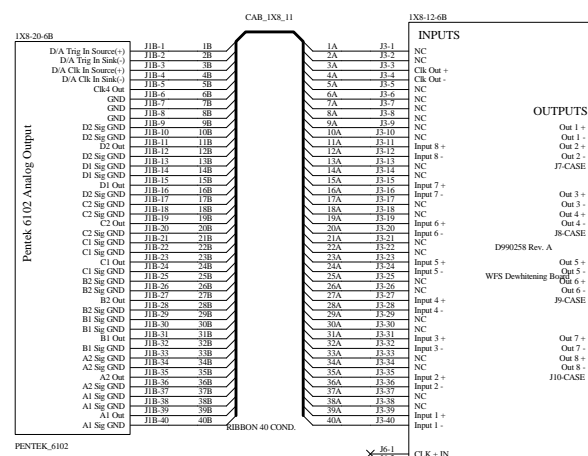 CAB_1X8_11
1X8-20-6B
1X8-12-6B
INPUTS
D/A Trig In Source(+) J1B-1 1B 1A J3-1 NC
D/A Trig In Sink(-) J1B-2 2B 2A J3-2 NC
D/A Clk In Source(+) J1B-3 3B 3A J3-3 Clk Out +
D/A Clk In Sink(-) J1B-4 4B 4A J3-4 Clk Out -
Clk4 Out J1B-5 5B 5A J3-5 NC
GND J1B-6 6B 6A J3-6 NC
GND J1B-7 7B 7A J3-7 NC
GND J1B-8 8B 8A J3-8 NC
D2 Sig GND J1B-9 9B 9A J3-9 NC
D2 Sig GND J1B-10 10B 10A J3-10 NC
D2 Out J1B-11 11B 11A J3-11 Input 8 +
D2 Sig GND J1B-12 12B 12A J3-12 Input 8 -
D1 Sig GND J1B-13 13B 13A J3-13 NC
D1 Sig GND J1B-14 14B 14A J3-14 NC
D1 Out J1B-15 15B 15A J3-15 Input 7 +
D2 Sig GND J1B-16 16B 16A J3-16 Input 7 -
C2 Sig GND J1B-17 17B 17A J3-17 NC
C2 Sig GND J1B-18 18B 18A J3-18 NC
C2 Out J1B-19 19B 19A J3-19 Input 6 +
C2 Sig GND J1B-20 20B 20A J3-20 Input 6 -
C1 Sig GND J1B-21 21B 21A J3-21 NC
C1 Sig GND J1B-22 22B 22A J3-22 NC
C1 Out J1B-23 23B 23A J3-23 Input 5 +
C1 Sig GND J1B-24 24B 24A J3-24 Input 5 -
B2 Sig GND J1B-25 25B 25A J3-25 NC
B2 Sig GND J1B-26 26B 26A J3-26 NC
B2 Out J1B-27 27B 27A J3-27 Input 4 +
B2 Sig GND J1B-28 28B 28A J3-28 Input 4 -
B1 Sig GND J1B-29 29B 29A J3-29 NC
B1 Sig GND J1B-30 30B 30A J3-30 NC
B1 Out J1B-31 31B 31A J3-31 Input 3 +
B1 Sig GND J1B-32 32B 32A J3-32 Input 3 -
A2 Sig GND J1B-33 33B 33A J3-33 NC
A2 Sig GND J1B-34 34B 34A J3-34 NC
A2 Out J1B-35 35B 35A J3-35 Input 2 +
A2 Sig GND J1B-36 36B 36A J3-36 Input 2 -
A1 Sig GND J1B-37 37B 37A J3-37 NC
A1 Sig GND J1B-38 38B 38A J3-38 NC
A1 Out J1B-39 39B 39A J3-39 Input 1 +
A1 Sig GND J1B-40 40B 40A J3-40 Input 1 -
Pentek 6102 Analog Output
RIBBON 40 COND.
PENTEK_6102
OUTPUTS
Out 1 +
Out 1 -
Out 2 +
Out 2 -
J7-CASE
Out 3 +
Out 3 -
Out 4 +
Out 4 -
J8-CASE
D990258 Rev. A
Out 5 +
Out 5 -
WFS Dewhitening Board
Out 6 +
Out 6 -
J9-CASE
Out 7 +
Out 7 -
Out 8 +
Out 8 -
J10-CASE
J6-1 CLK + IN